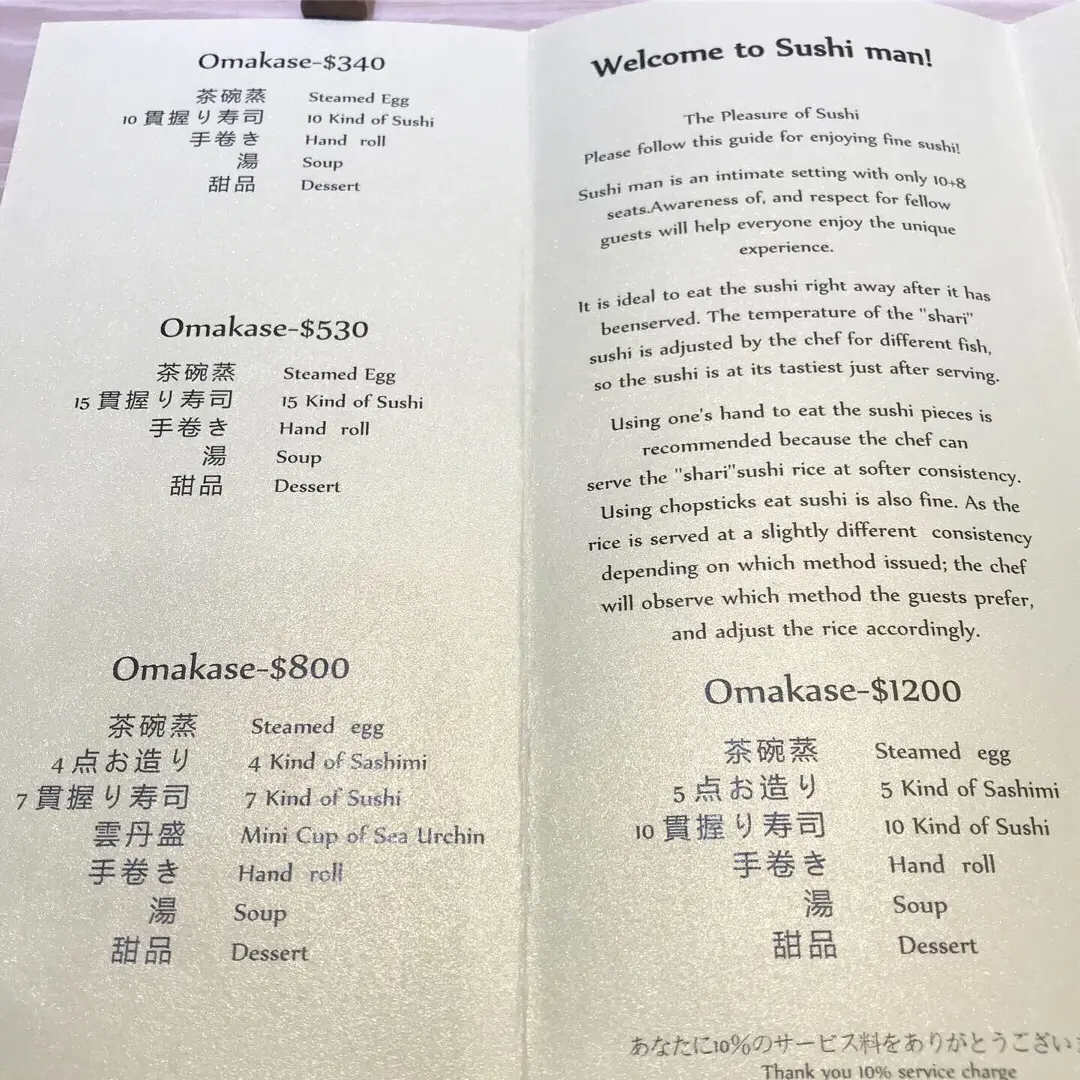 Omakase-$340
茶碗蒸 Steamed Egg
10 貫握り寿司 10 Kind of Sushi
手巻き Hand roll
湯 Soup
甜品 Dessert
Omakase-$530
茶碗蒸 Steamed Egg
15 貫握り寿司 15 Kind of Sushi
手巻き Hand roll
湯 Soup
甜品 Dessert
Omakase-$800
茶碗蒸 Steamed egg
4 点お造り 4 Kind of Sashimi
7 貫握り寿司 7 Kind of Sushi
雲丹盛 Mini Cup of Sea Urchin
手巻き Hand roll
湯 Soup
甜品 Dessert
Welcome to Sushi man!
The Pleasure of Sushi
Please follow this guide for enjoying fine sushi!
Sushi man is an intimate setting with only 10+8
seats.Awareness of, and respect for fellow
guests will help everyone enjoy the unique
experience.
It is ideal to eat the sushi right away after it has
beenserved. The temperature of the "shari"
sushi is adjusted by the chef for different fish,
so the sushi is at its tastiest just after serving.
Using one's hand to eat the sushi pieces is
recommended because the chef can
serve the "shari"sushi rice at softer consistency.
Using chopsticks eat sushi is also fine. As the
rice is served at a slightly different consistency
depending on which method issued; the chef
will observe which method the guests prefer,
and adjust the rice accordingly.
Omakase-$1200
茶碗蒸 Steamed egg
5 点お造り 5 Kind of Sashimi
10 貫握り寿司 10 Kind of Sushi
手巻き Hand roll
湯 Soup
甜品 Dessert
あなたに10%のサービス料をありがとうござい
Thank you 10% service charge